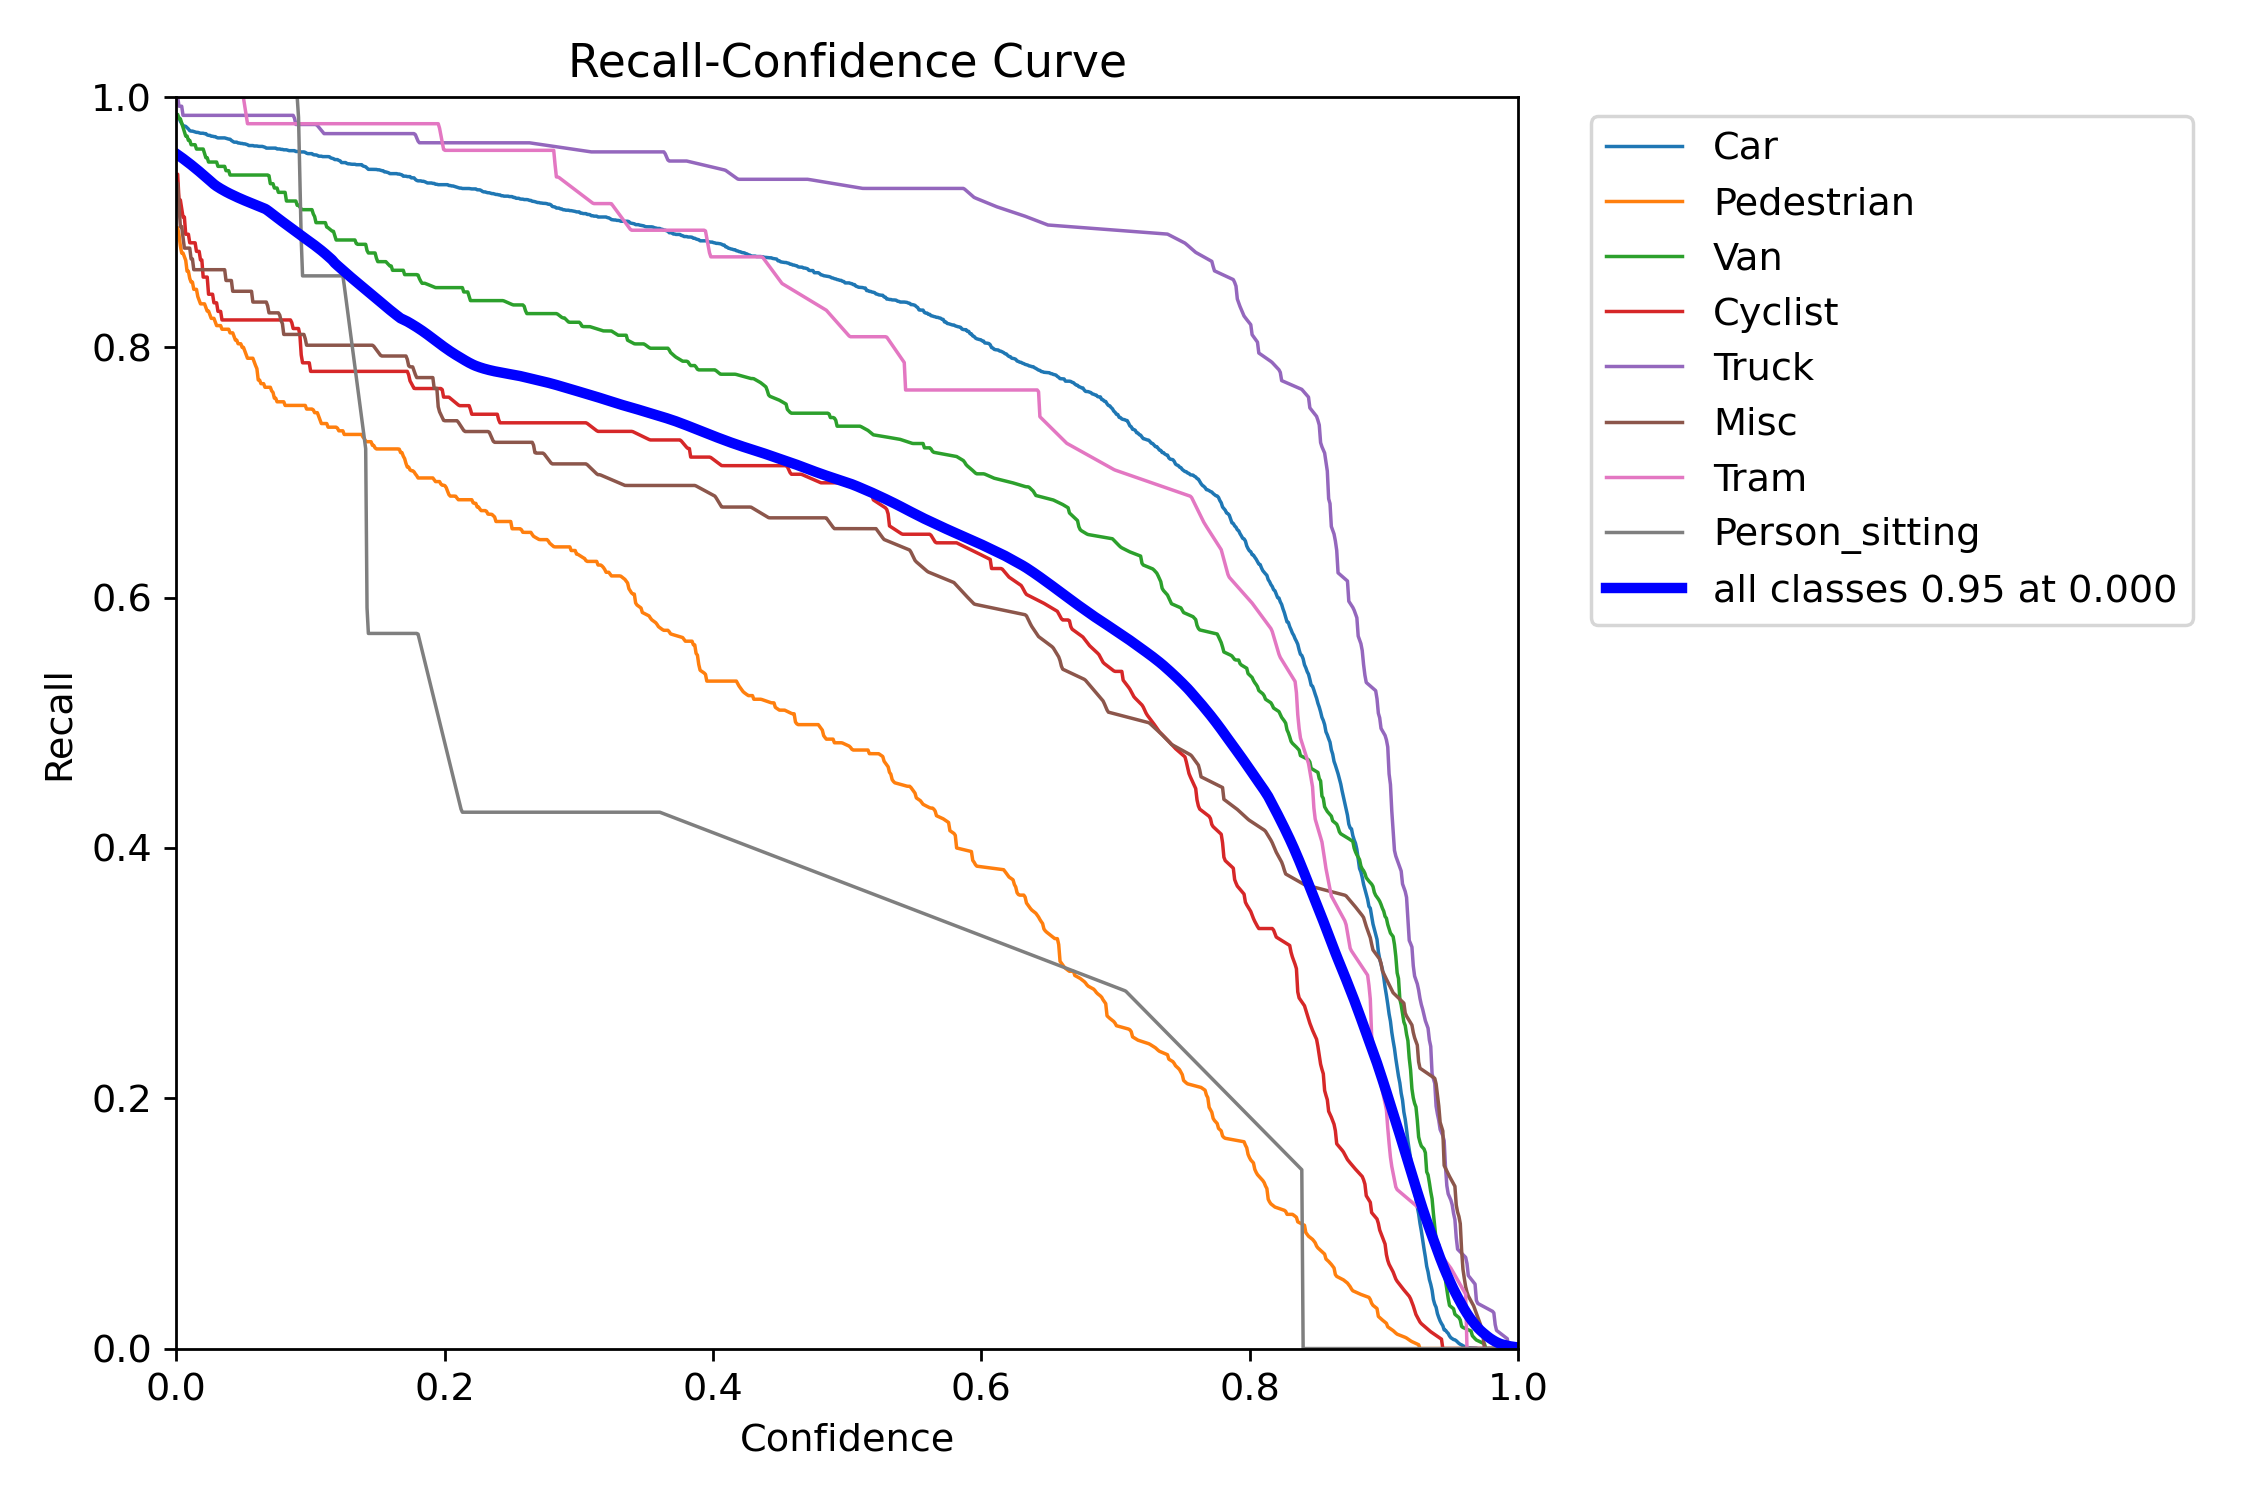 Recall-Confidence Curve
1.0
0.8
0.6
0.4
0.2
0.0
Recall
0.0 0.2 0.4 0.6 0.8 1.0
Confidence
Car
Pedestrian
Van
Cyclist
Truck
Misc
Tram
Person_sitting
all classes 0.95 at 0.000